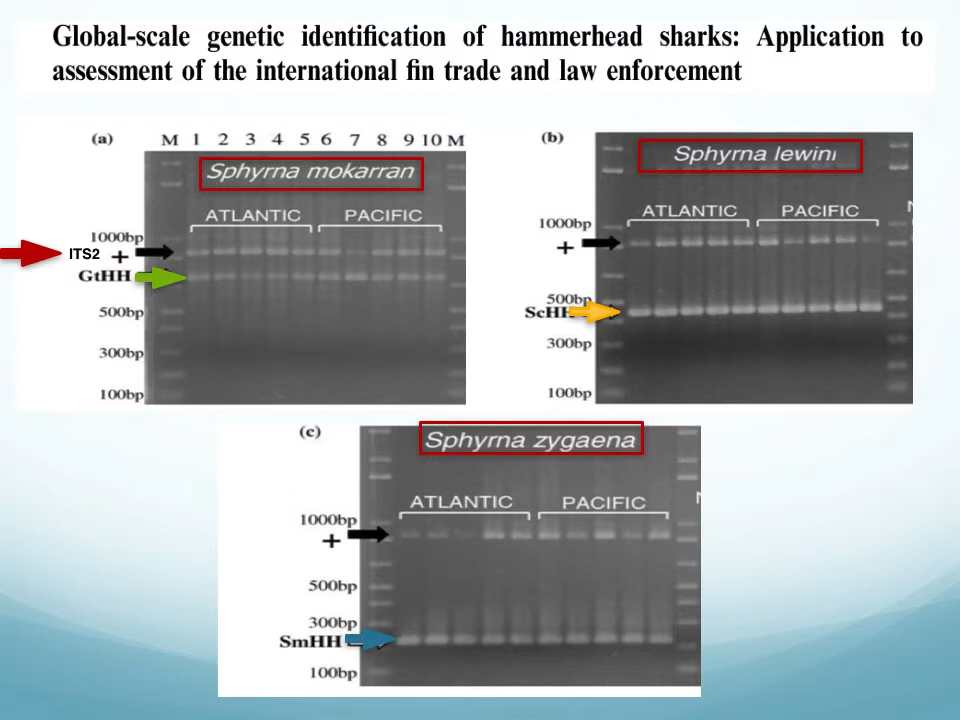 Global-scale genetic identification of hammerhead sharks: Application to
assessment of the international fin trade and law enforcement
(a) M 1 2 3 4 5 6 7 8 9 10 M
Sphyrna mokarran
ATLANTIC PACIFIC
1000bp
ITS2 +
GtHH
500bp
300bp
100bp
(b)
Sphyrna lewini
ATLANTIC PACIFIC
1000bp
+
500bp
ScHH
300bp
100bp
(c)
Sphyrna zygaena
ATLANTIC PACIFIC
1000bp
+
500bp
300bp
SmHH
100bp